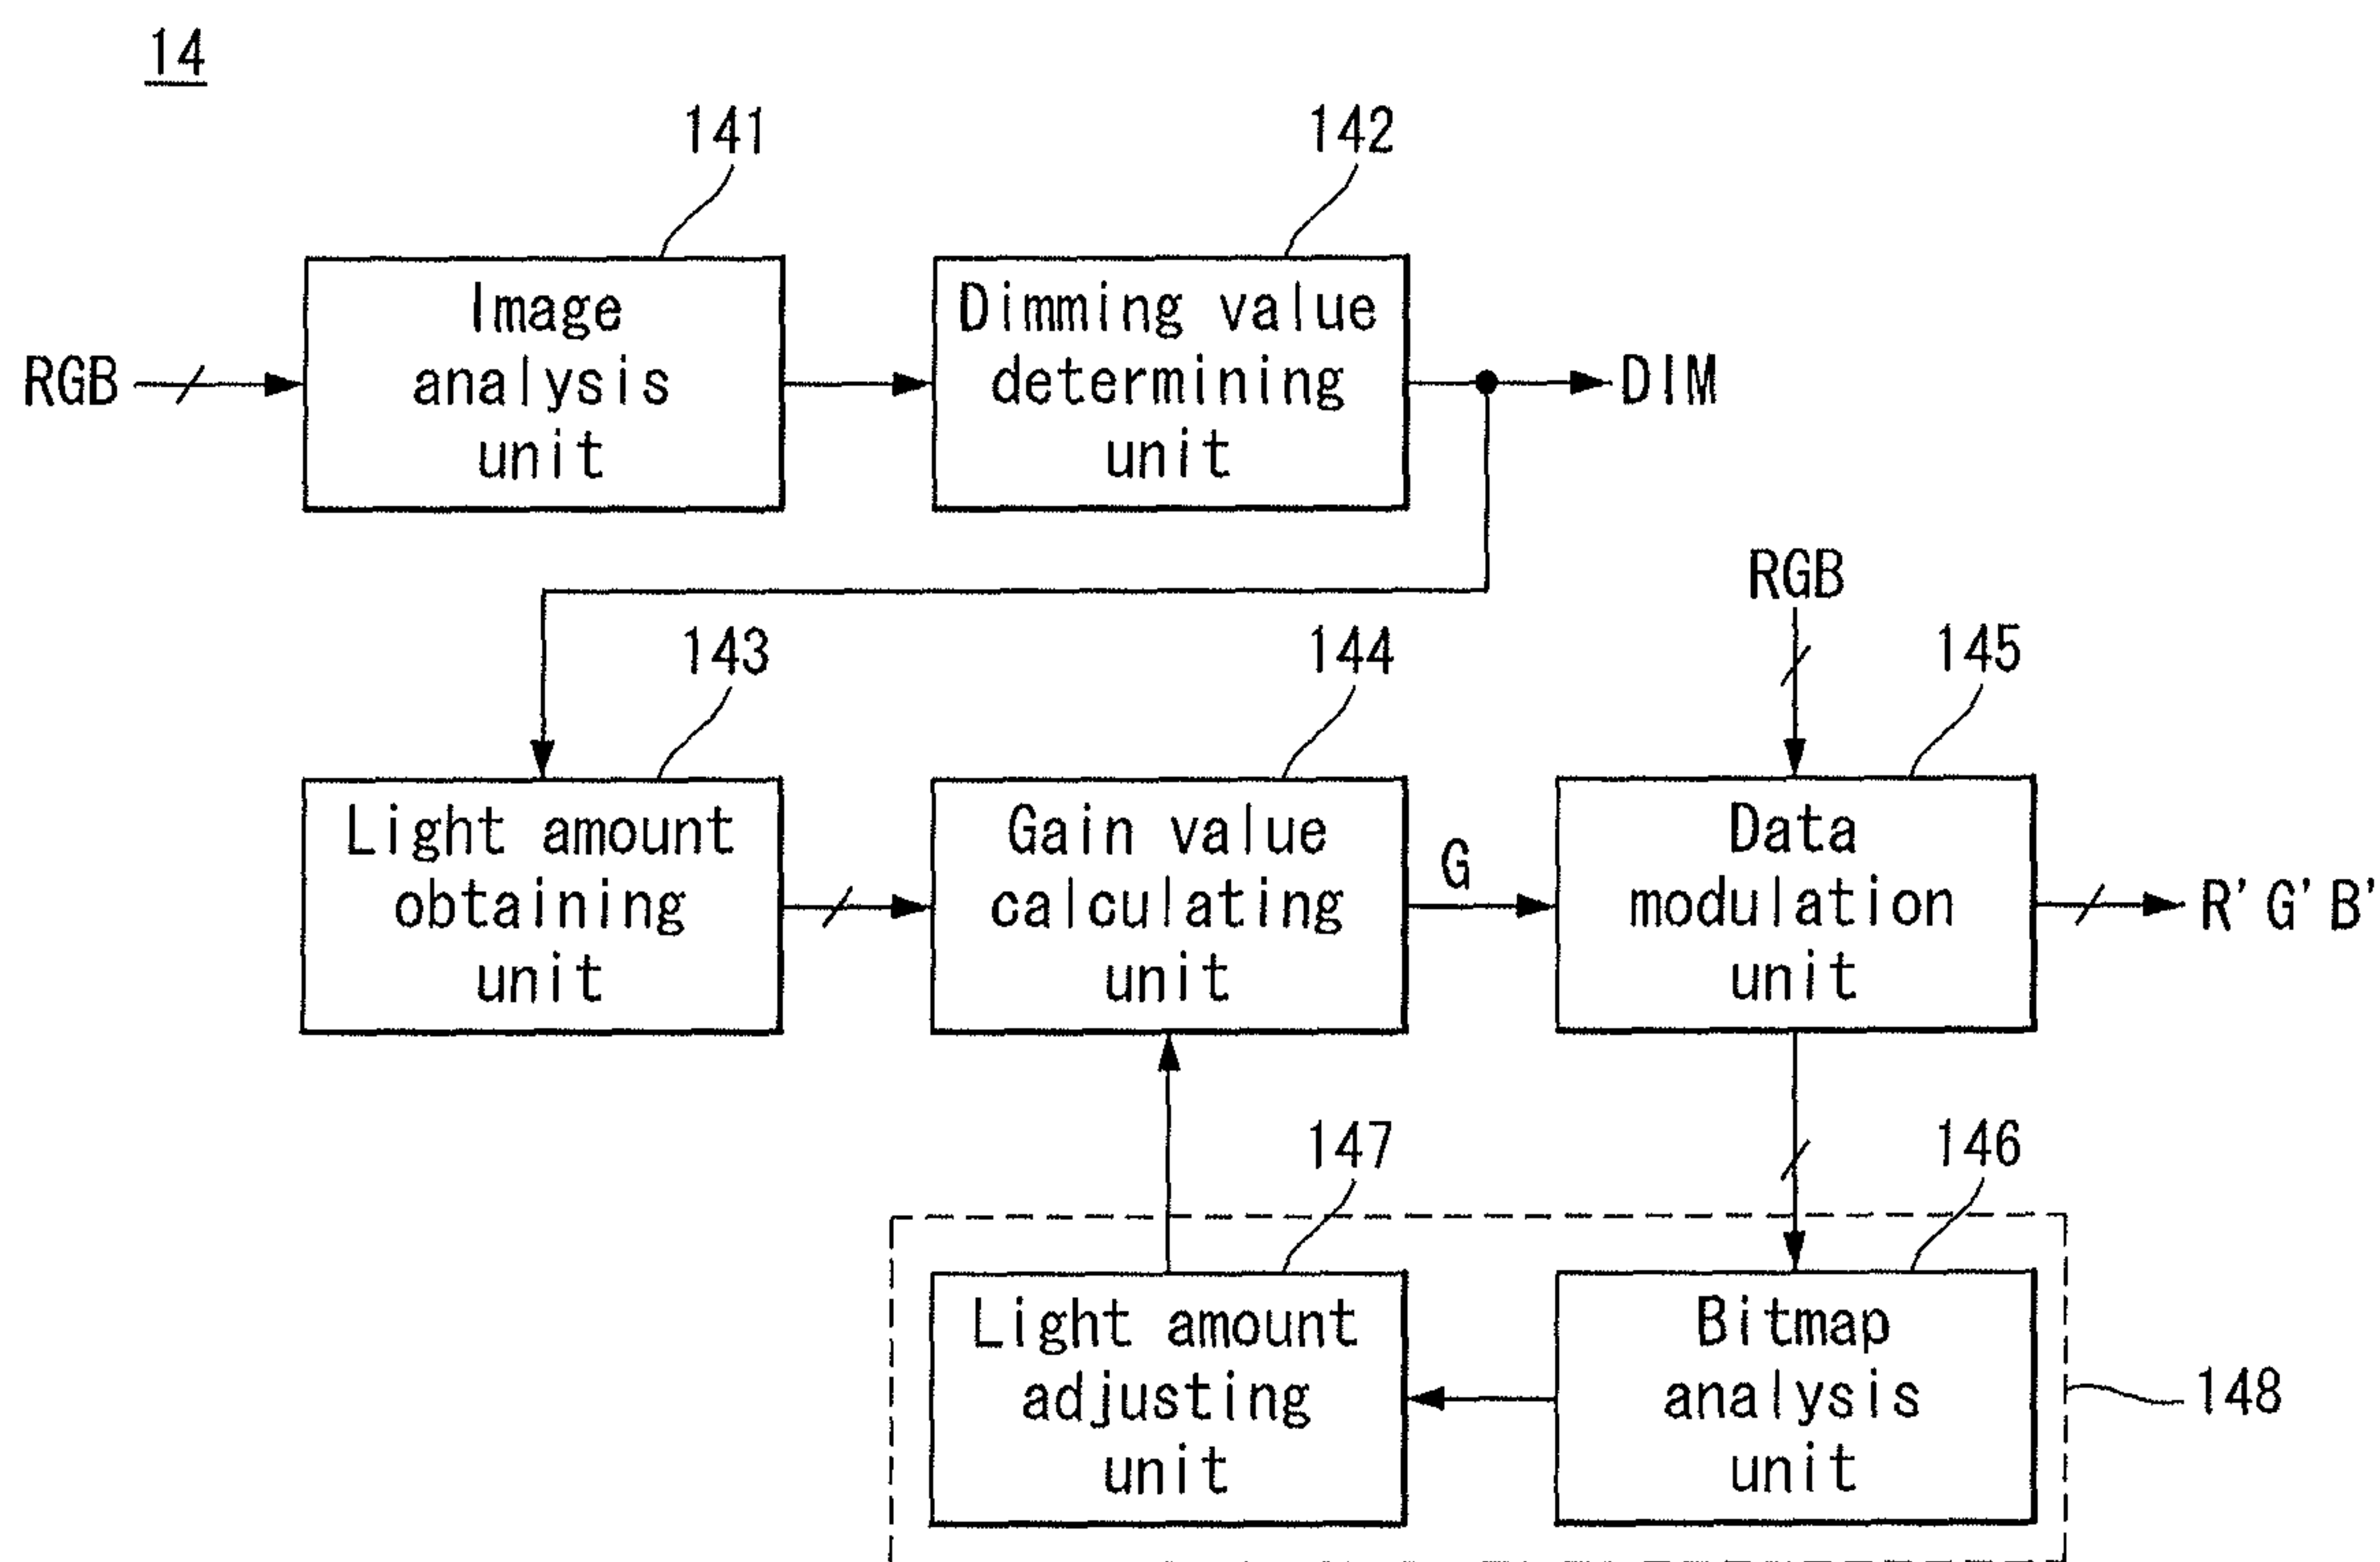 14
141
142
Image
analysis
unit
Dimming value
determining
unit
RGB
DIM
RGB
143
144
145
Light amount
obtaining
unit
Gain value
calculating
unit
G
Data
modulation
unit
R'G'B'
147
146
Light amount
adjusting
unit
Bitmap
analysis
unit
148